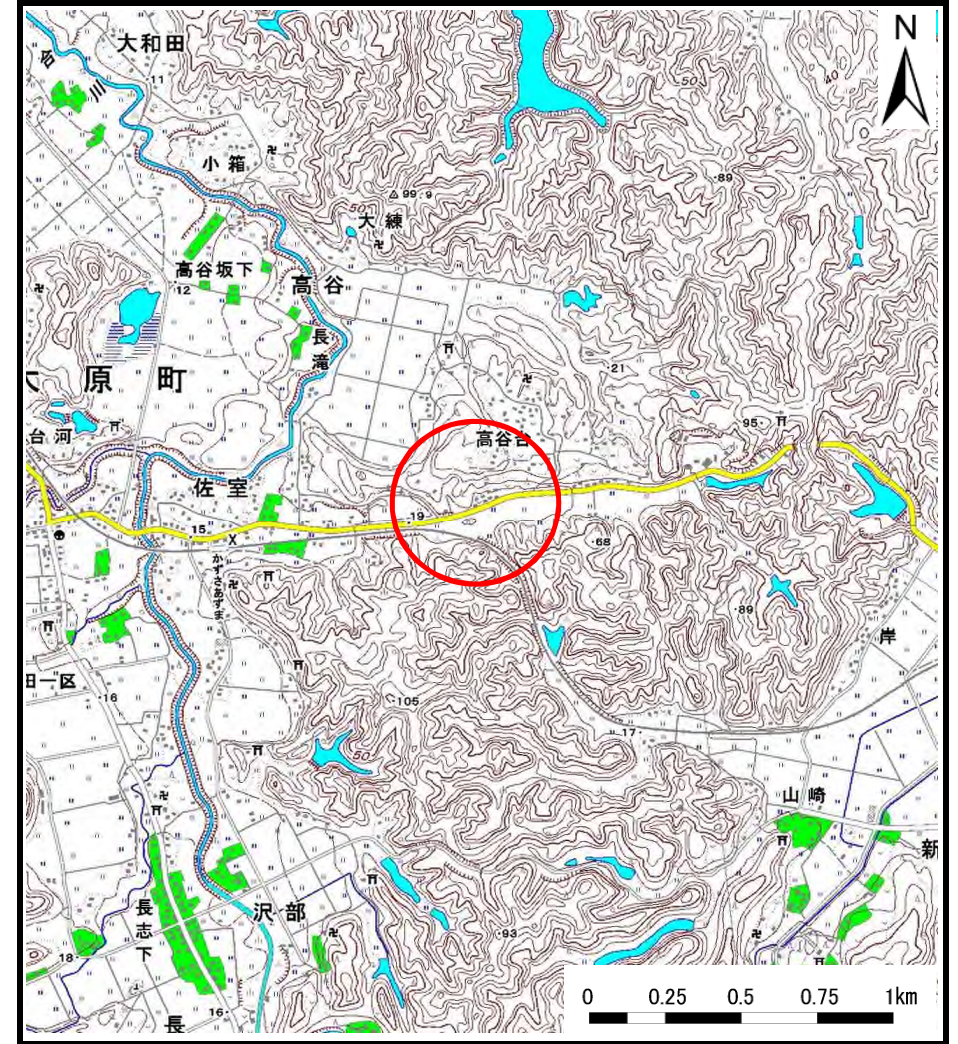 N
大和田
合川
11
50
40
小箱
89
99.9
50
大練
高谷坂下
12
高谷
長滝
21
原町
台河
95
高谷台
佐室
15
19
68
かずさあずま
89
岸
田一区
16
105
17
50
山崎
新
長志下
沢部
93
18
16
長
0 0.25 0.5 0.75 1km